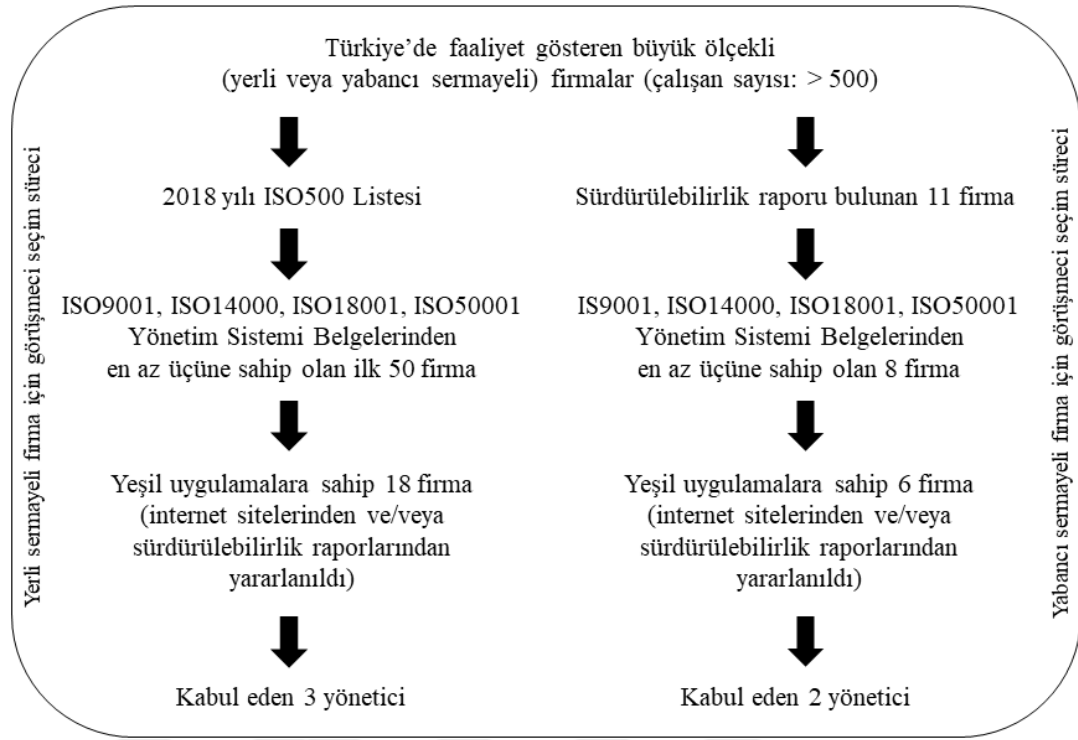 Türkiye’de faaliyet gösteren büyük ölçekli
(yerli veya yabancı sermayeli) firmalar (çalışan sayısı: > 500)
Yerli sermayeli firma için görüşmeci seçim süreci
2018 yılı ISO500 Listesi
ISO9001, ISO14000, ISO18001, ISO50001
Yönetim Sistemi Belgelerinden
en az üçüne sahip olan ilk 50 firma
Yeşil uygulamalara sahip 18 firma
(internet sitelerinden ve/veya
sürdürülebilirlik raporlarından
yararlanıldı)
Kabul eden 3 yönetici
Sürdürülebilirlik raporu bulunan 11 firma
IS9001, ISO14000, ISO18001, ISO50001
Yönetim Sistemi Belgelerinden
en az üçüne sahip olan 8 firma
Yeşil uygulamalara sahip 6 firma
(internet sitelerinden ve/veya
sürdürülebilirlik raporlarından
yararlanıldı)
Kabul eden 2 yönetici
Yabancı sermayeli firma için görüşmeci seçim süreci